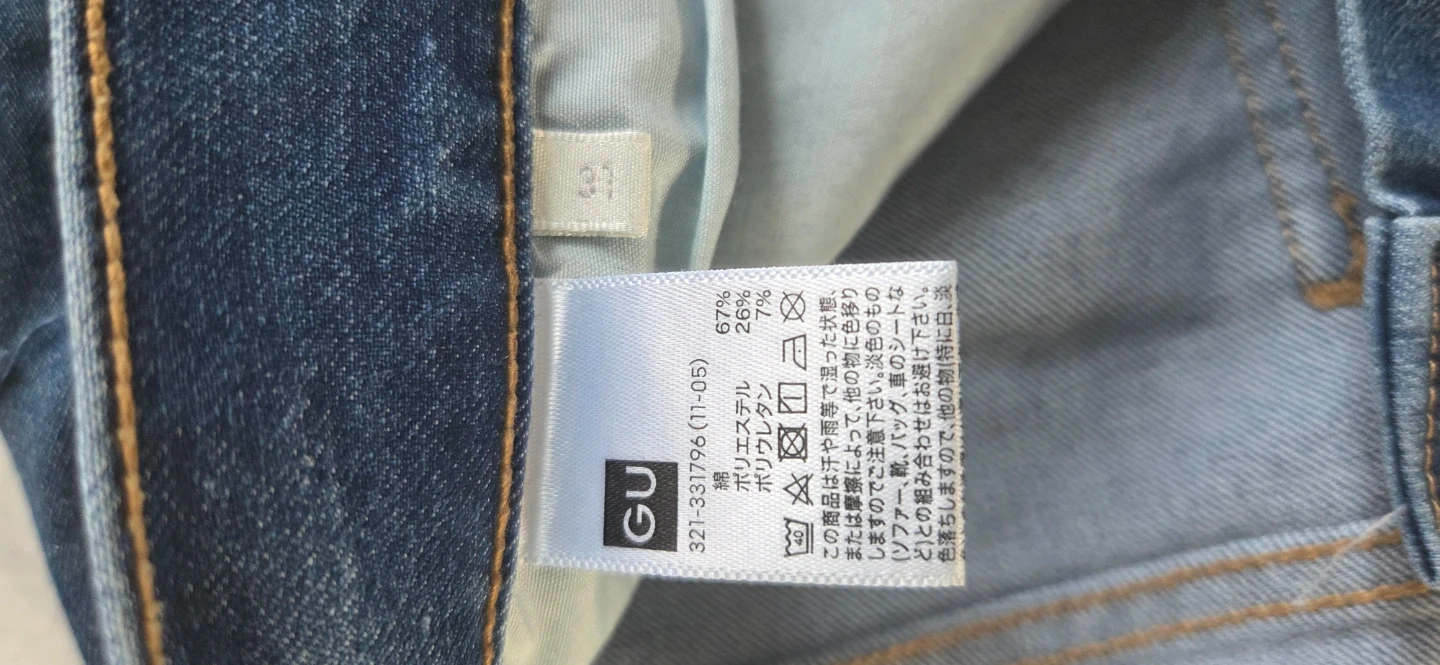 GU
321-331796(11-05)
綿 67%
ポリエステル 26%
ポリウレタン 7%
40
この商品は汗や雨等で湿った状態、
または摩擦によって、他の物に色移り
しますのでご注意下さい。淡色のもの
(ソファー、靴、バッグ、車のシートな
ど)との組み合わせはお避け下さい。
色落ちしますので、他の物(特に白、淡